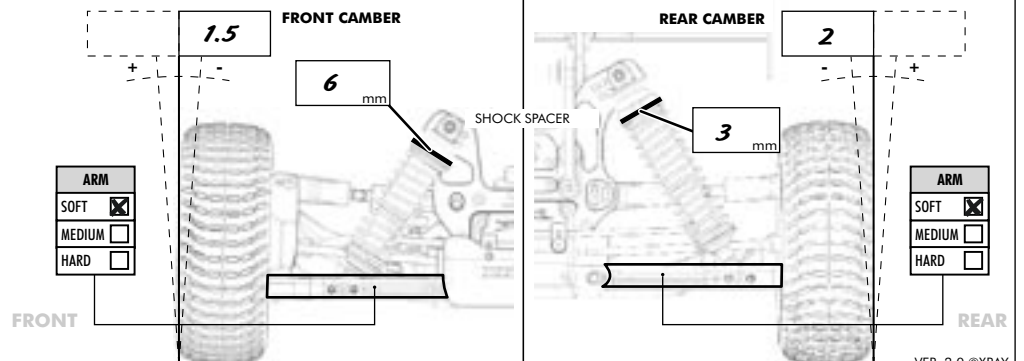 FRONT CAMBER
1.5
+ -
6 mm
SHOCK SPACER
ARM
SOFT
MEDIUM
HARD
FRONT
REAR CAMBER
2
- +
3 mm
ARM
SOFT
MEDIUM
HARD
REAR